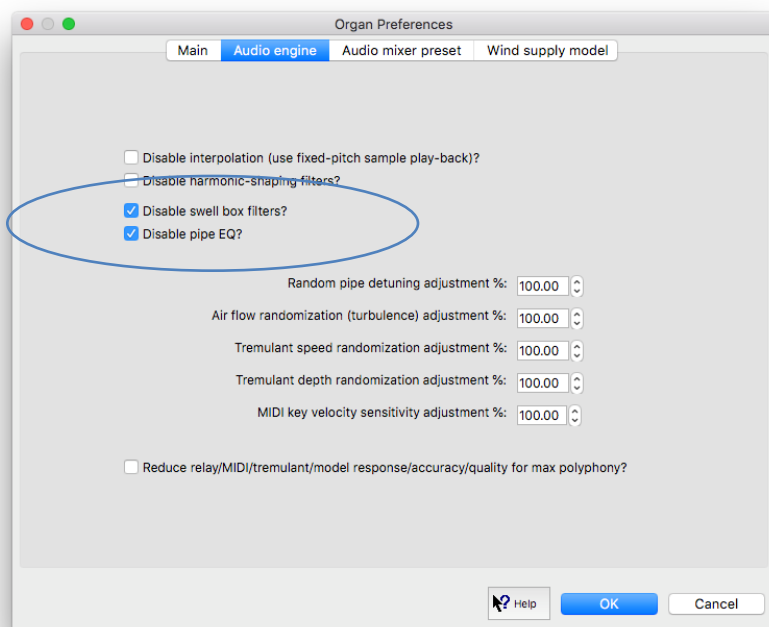 Organ Preferences
Main Audio engine Audio mixer preset Wind supply model
Disable interpolation (use fixed-pitch sample play-back)?
Disable harmonic-shaping filters?
Disable swell box filters?
Disable pipe EQ?
Random pipe detuning adjustment %: 100.00
Air flow randomization (turbulence) adjustment %: 100.00
Tremulant speed randomization adjustment %: 100.00
Tremulant depth randomization adjustment %: 100.00
MIDI key velocity sensitivity adjustment %: 100.00
Reduce relay/MIDI/tremulant/model response/accuracy/quality for max polyphony?
? Help OK Cancel